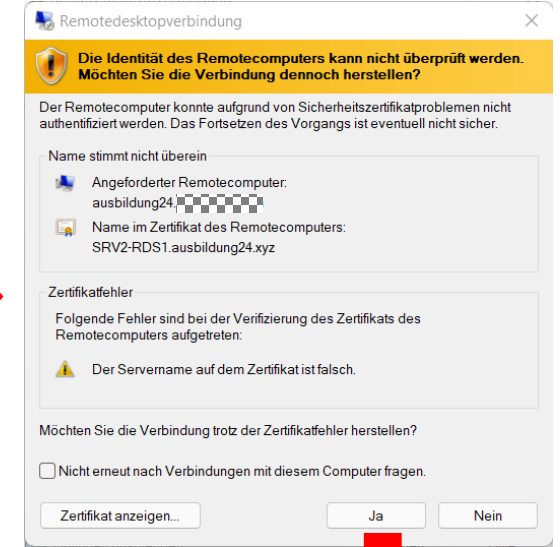 Remotedesktopverbindung
Die Identität des Remotecomputers kann nicht überprüft werden.
Möchten Sie die Verbindung dennoch herstellen?
Der Remotecomputer konnte aufgrund von Sicherheitszertifikatproblemen nicht
authentifiziert werden. Das Fortsetzen des Vorgangs ist eventuell nicht sicher.
Name stimmt nicht überein
Angeforderter Remotecomputer:
ausbildung24.
Name im Zertifikat des Remotecomputers:
SRV2-RDS1.ausbildung24.xyz
Zertifikatfehler
Folgende Fehler sind bei der Verifizierung des Zertifikats des
Remotecomputers aufgetreten:
Der Servername auf dem Zertifikat ist falsch.
Möchten Sie die Verbindung trotz der Zertifikatfehler herstellen?
Nicht erneut nach Verbindungen mit diesem Computer fragen.
Zertifikat anzeigen...
Ja
Nein